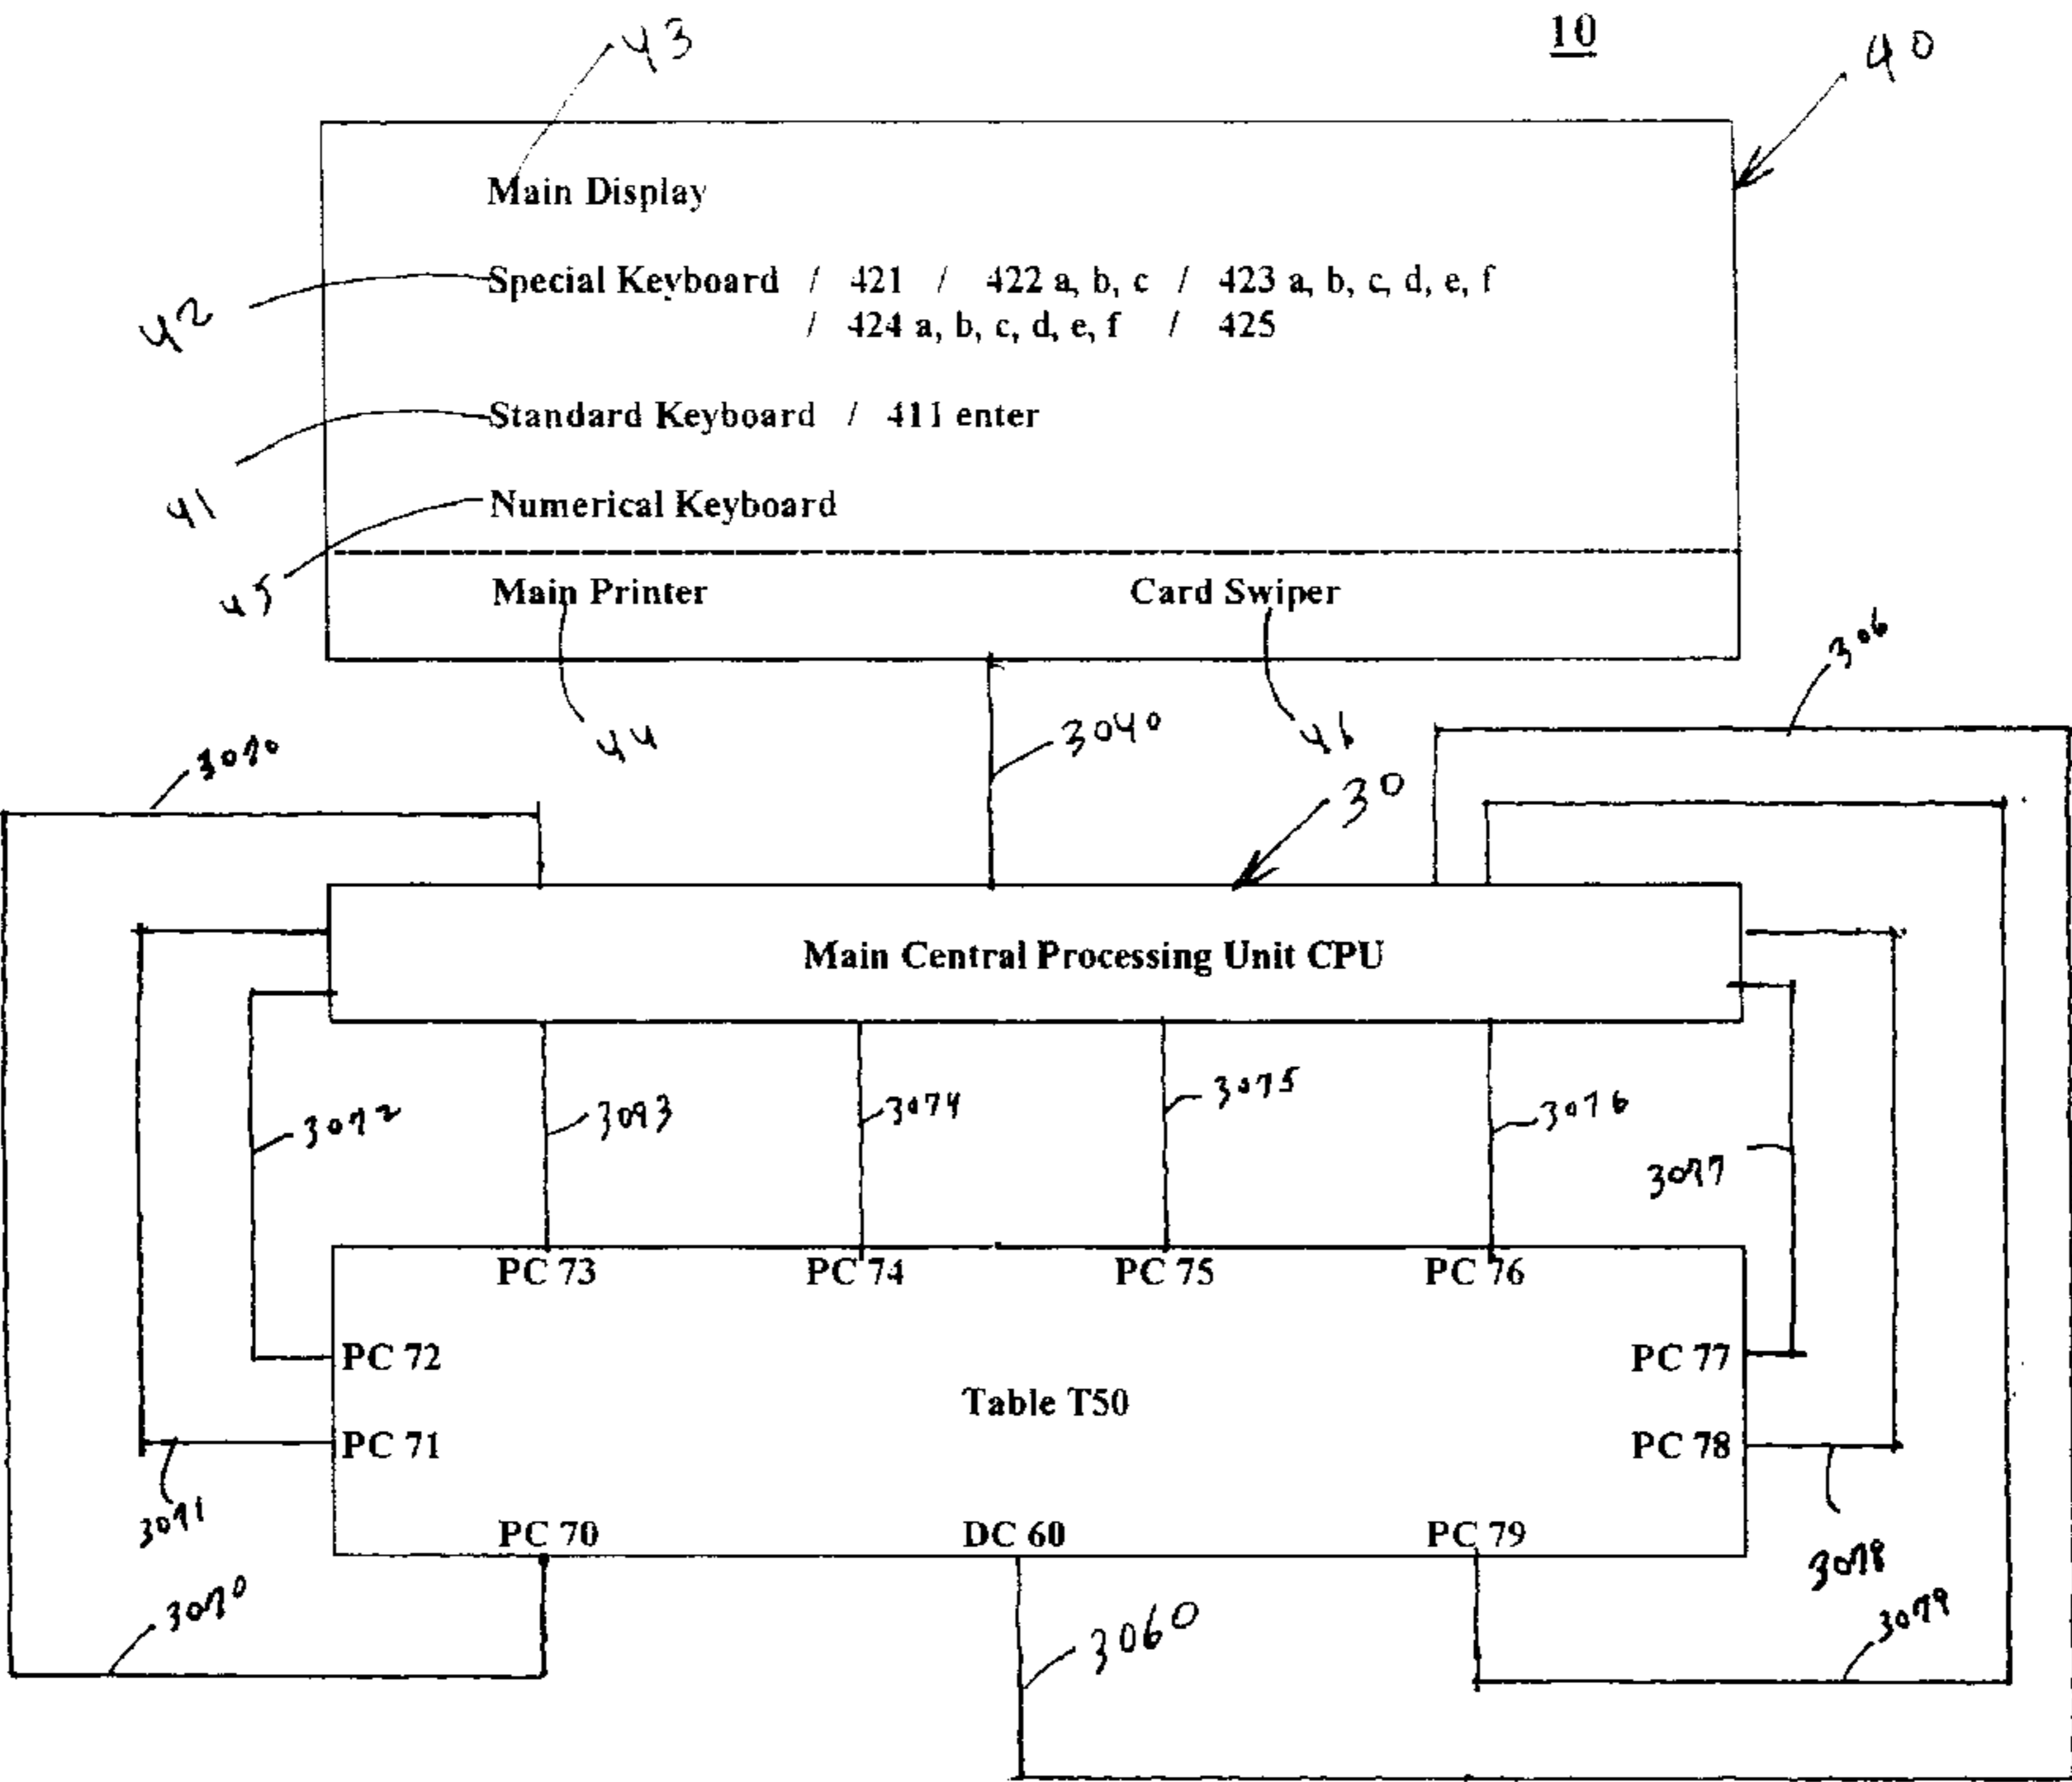 10
43
40
Main Display
42
Special Keyboard / 421 / 422 a, b, c / 423 a, b, c, d, e, f
/ 424 a, b, c, d, e, f / 425
41
Standard Keyboard / 411 enter
45
Numerical Keyboard
Main Printer
Card Swiper
44
46
306
3040
3070
30
Main Central Processing Unit CPU
3072
3073
3074
3075
3076
3077
PC 73
PC 74
PC 75
PC 76
PC 72
PC 77
Table T50
PC 71
PC 78
3071
3078
PC 70
DC 60
PC 79
3070
3060
3079